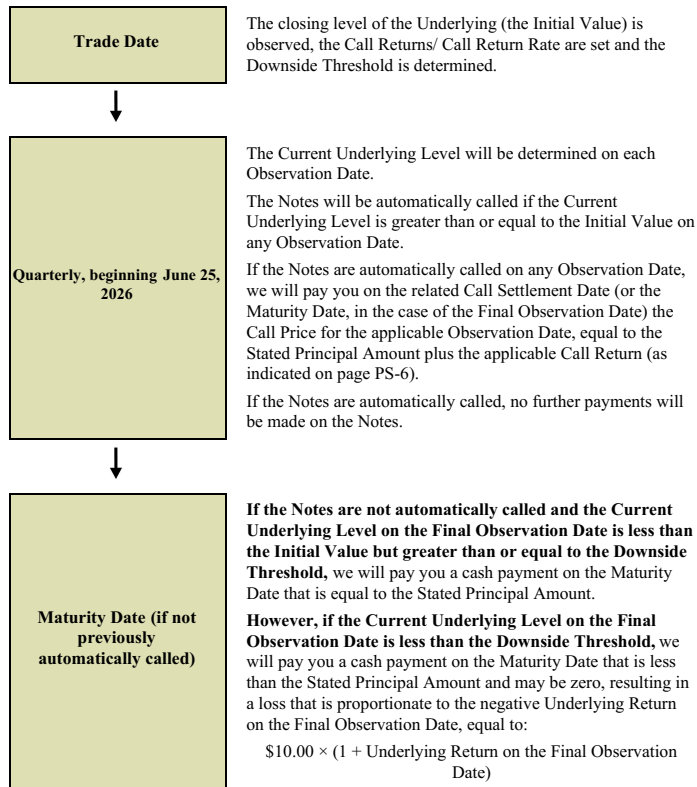 Trade Date
The closing level of the Underlying (the Initial Value) is
observed, the Call Returns/ Call Return Rate are set and the
Downside Threshold is determined.
Quarterly, beginning June 25,
2026
The Current Underlying Level will be determined on each
Observation Date.
The Notes will be automatically called if the Current
Underlying Level is greater than or equal to the Initial Value on
any Observation Date.
If the Notes are automatically called on any Observation Date,
we will pay you on the related Call Settlement Date (or the
Maturity Date, in the case of the Final Observation Date) the
Call Price for the applicable Observation Date, equal to the
Stated Principal Amount plus the applicable Call Return (as
indicated on page PS-6).
If the Notes are automatically called, no further payments will
be made on the Notes.
Maturity Date (if not
previously
automatically called)
If the Notes are not automatically called and the Current
Underlying Level on the Final Observation Date is less than
the Initial Value but greater than or equal to the Downside
Threshold, we will pay you a cash payment on the Maturity
Date that is equal to the Stated Principal Amount.
However, if the Current Underlying Level on the Final
Observation Date is less than the Downside Threshold, we
will pay you a cash payment on the Maturity Date that is less
than the Stated Principal Amount and may be zero, resulting in
a loss that is proportionate to the negative Underlying Return
on the Final Observation Date, equal to:
$10.00 × (1 + Underlying Return on the Final Observation
Date)